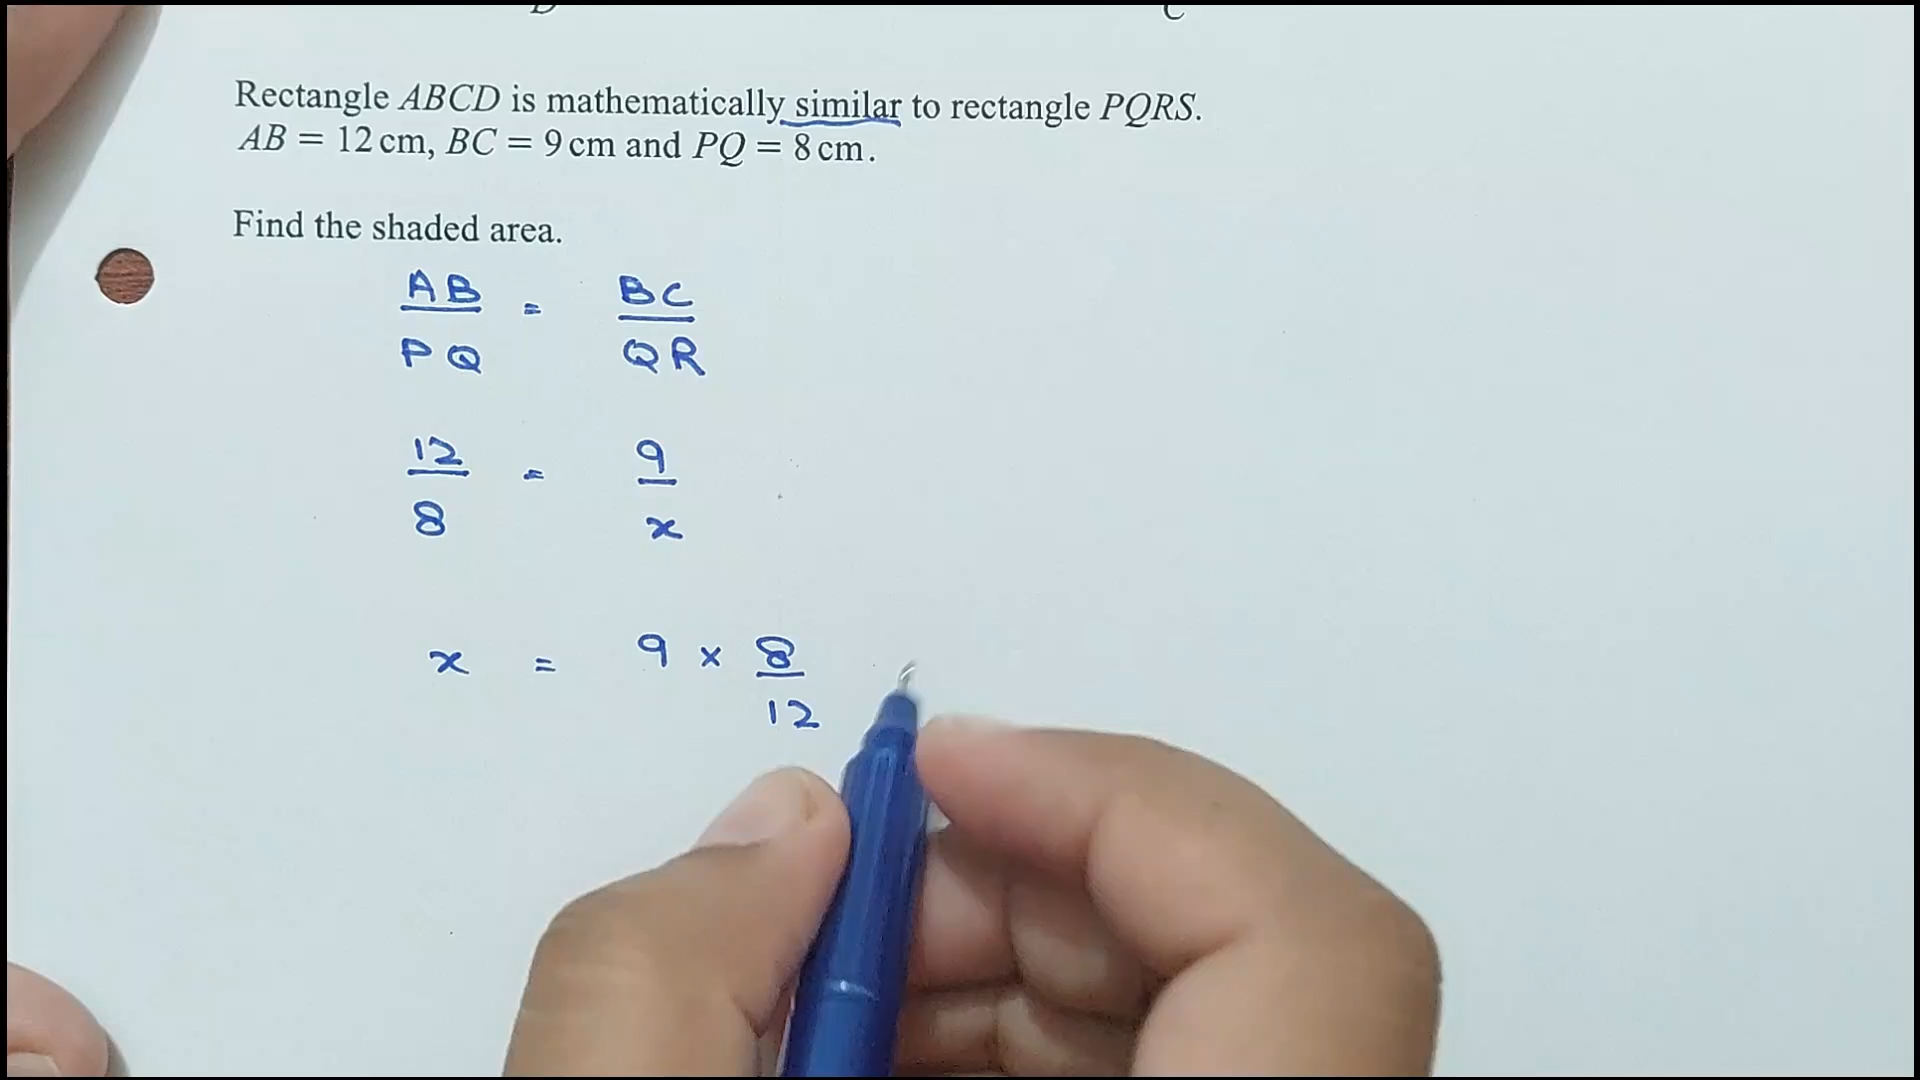 D C
Rectangle ABCD is mathematically similar to rectangle PQRS.
AB = 12 cm, BC = 9 cm and PQ = 8 cm.
Find the shaded area.
AB = BC
PQ QR
12 = 9
8 x
x = 9 × 8
12